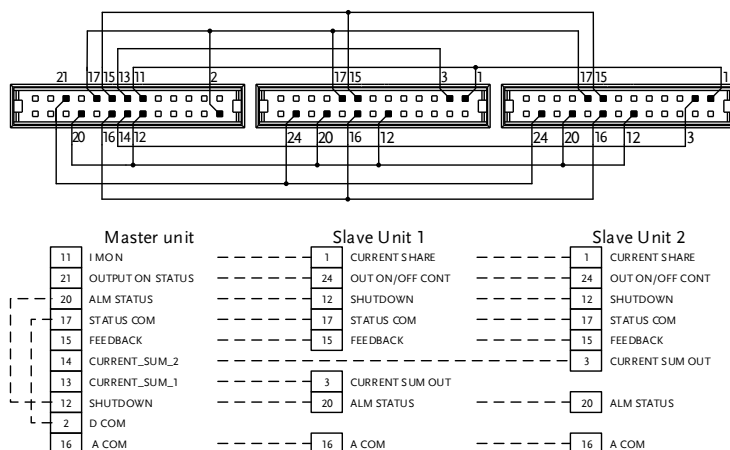 21 17 15 13 11 2 17 15 3 1 17 15 1
20 16 14 12 24 20 16 12 24 20 16 12 3
Master unit Slave Unit 1 Slave Unit 2
11 I MON 1 CURRENT SHARE 1 CURRENT SHARE
21 OUTPUT ON STATUS 24 OUT ON/OFF CONT 24 OUT ON/OFF CONT
20 ALM STATUS 12 SHUTDOWN 12 SHUTDOWN
17 STATUS COM 17 STATUS COM 17 STATUS COM
15 FEEDBACK 15 FEEDBACK 15 FEEDBACK
14 CURRENT_SUM_2 3 CURRENT SUM OUT
13 CURRENT_SUM_1 3 CURRENT SUM OUT
12 SHUTDOWN 20 ALM STATUS 20 ALM STATUS
2 D COM
16 A COM 16 A COM 16 A COM